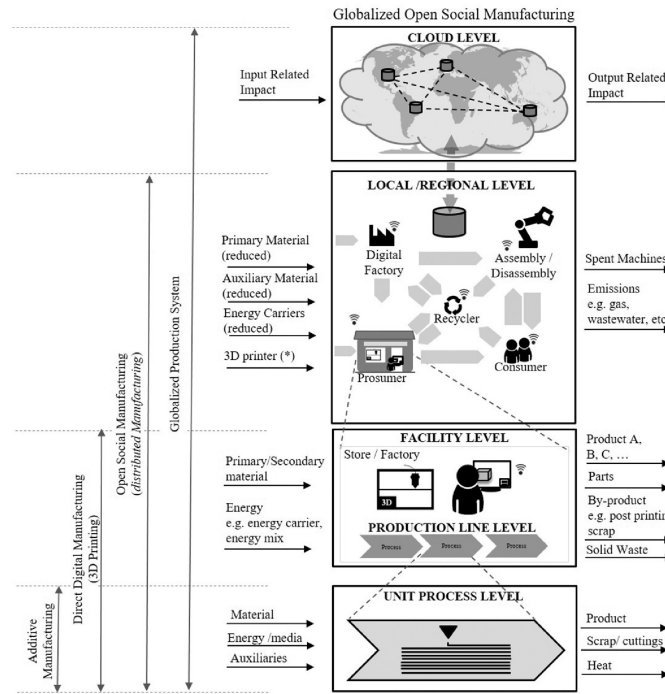 Globalized Open Social Manufacturing
CLOUD LEVEL
Input Related
Impact
Output Related
Impact
LOCAL /REGIONAL LEVEL
Digital
Factory
Assembly /
Disassembly
Recycler
Prosumer
Consumer
Primary Material
(reduced)
Auxiliary Material
(reduced)
Energy Carriers
(reduced)
3D printer (*)
Spent Machines
Emissions
e.g. gas,
wastewater, etc
FACILITY LEVEL
Store / Factory
3D
PRODUCTION LINE LEVEL
Process
Process
Process
Primary/Secondary
material
Energy
e.g. energy carrier,
energy mix
Product A,
B, C, …
Parts
By-product
e.g. post printing
scrap
Solid Waste
UNIT PROCESS LEVEL
Material
Energy /media
Auxiliaries
Product
Scrap/ cuttings
Heat
Additive
Manufacturing
Direct Digital Manufacturing
(3D Printing)
Open Social Manufacturing
(distributed Manufacturing)
Globalized Production System